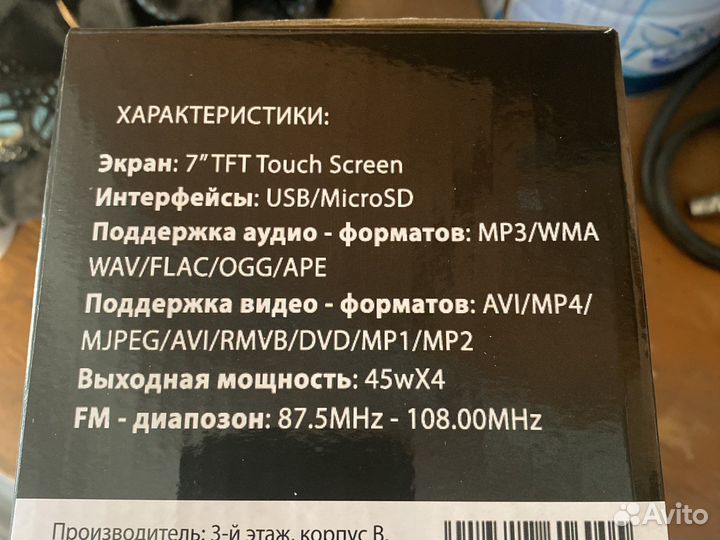 ХАРАКТЕРИСТИКИ:
Экран: 7” TFT Touch Screen
Интерфейсы: USB/MicroSD
Поддержка аудио - форматов: MP3/WMA
WAV/FLAC/OGG/APE
Поддержка видео - форматов: AVI/MP4/
MJPEG/AVI/RMVB/DVD/MP1/MP2
Выходная мощность: 45wX4
FM - диапазон: 87.5MHz - 108.00MHz
Производитель: 3-й этаж, корпус В,
Avito